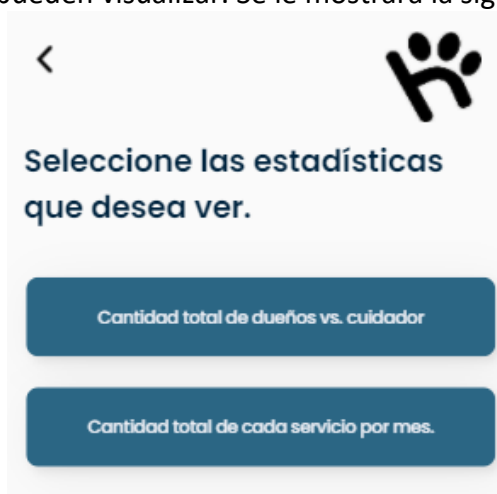 pueden visualizar. Se le mostrará la sig
Seleccione las estadísticas
que desea ver.
Cantidad total de dueños vs. cuidador
Cantidad total de cada servicio por mes.